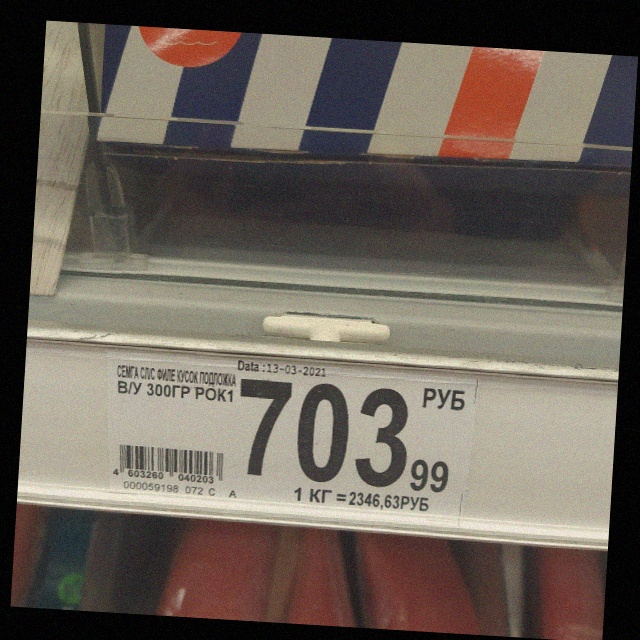 Data :13-03-2021
СЕМГА СЛ/С ФИЛЕ КУСОК ПОДЛОЖКА
В/У 300ГР РОК1
703 99 РУБ
4 603260 040203
000059198 072 С А
1 КГ = 2346,63РУБ